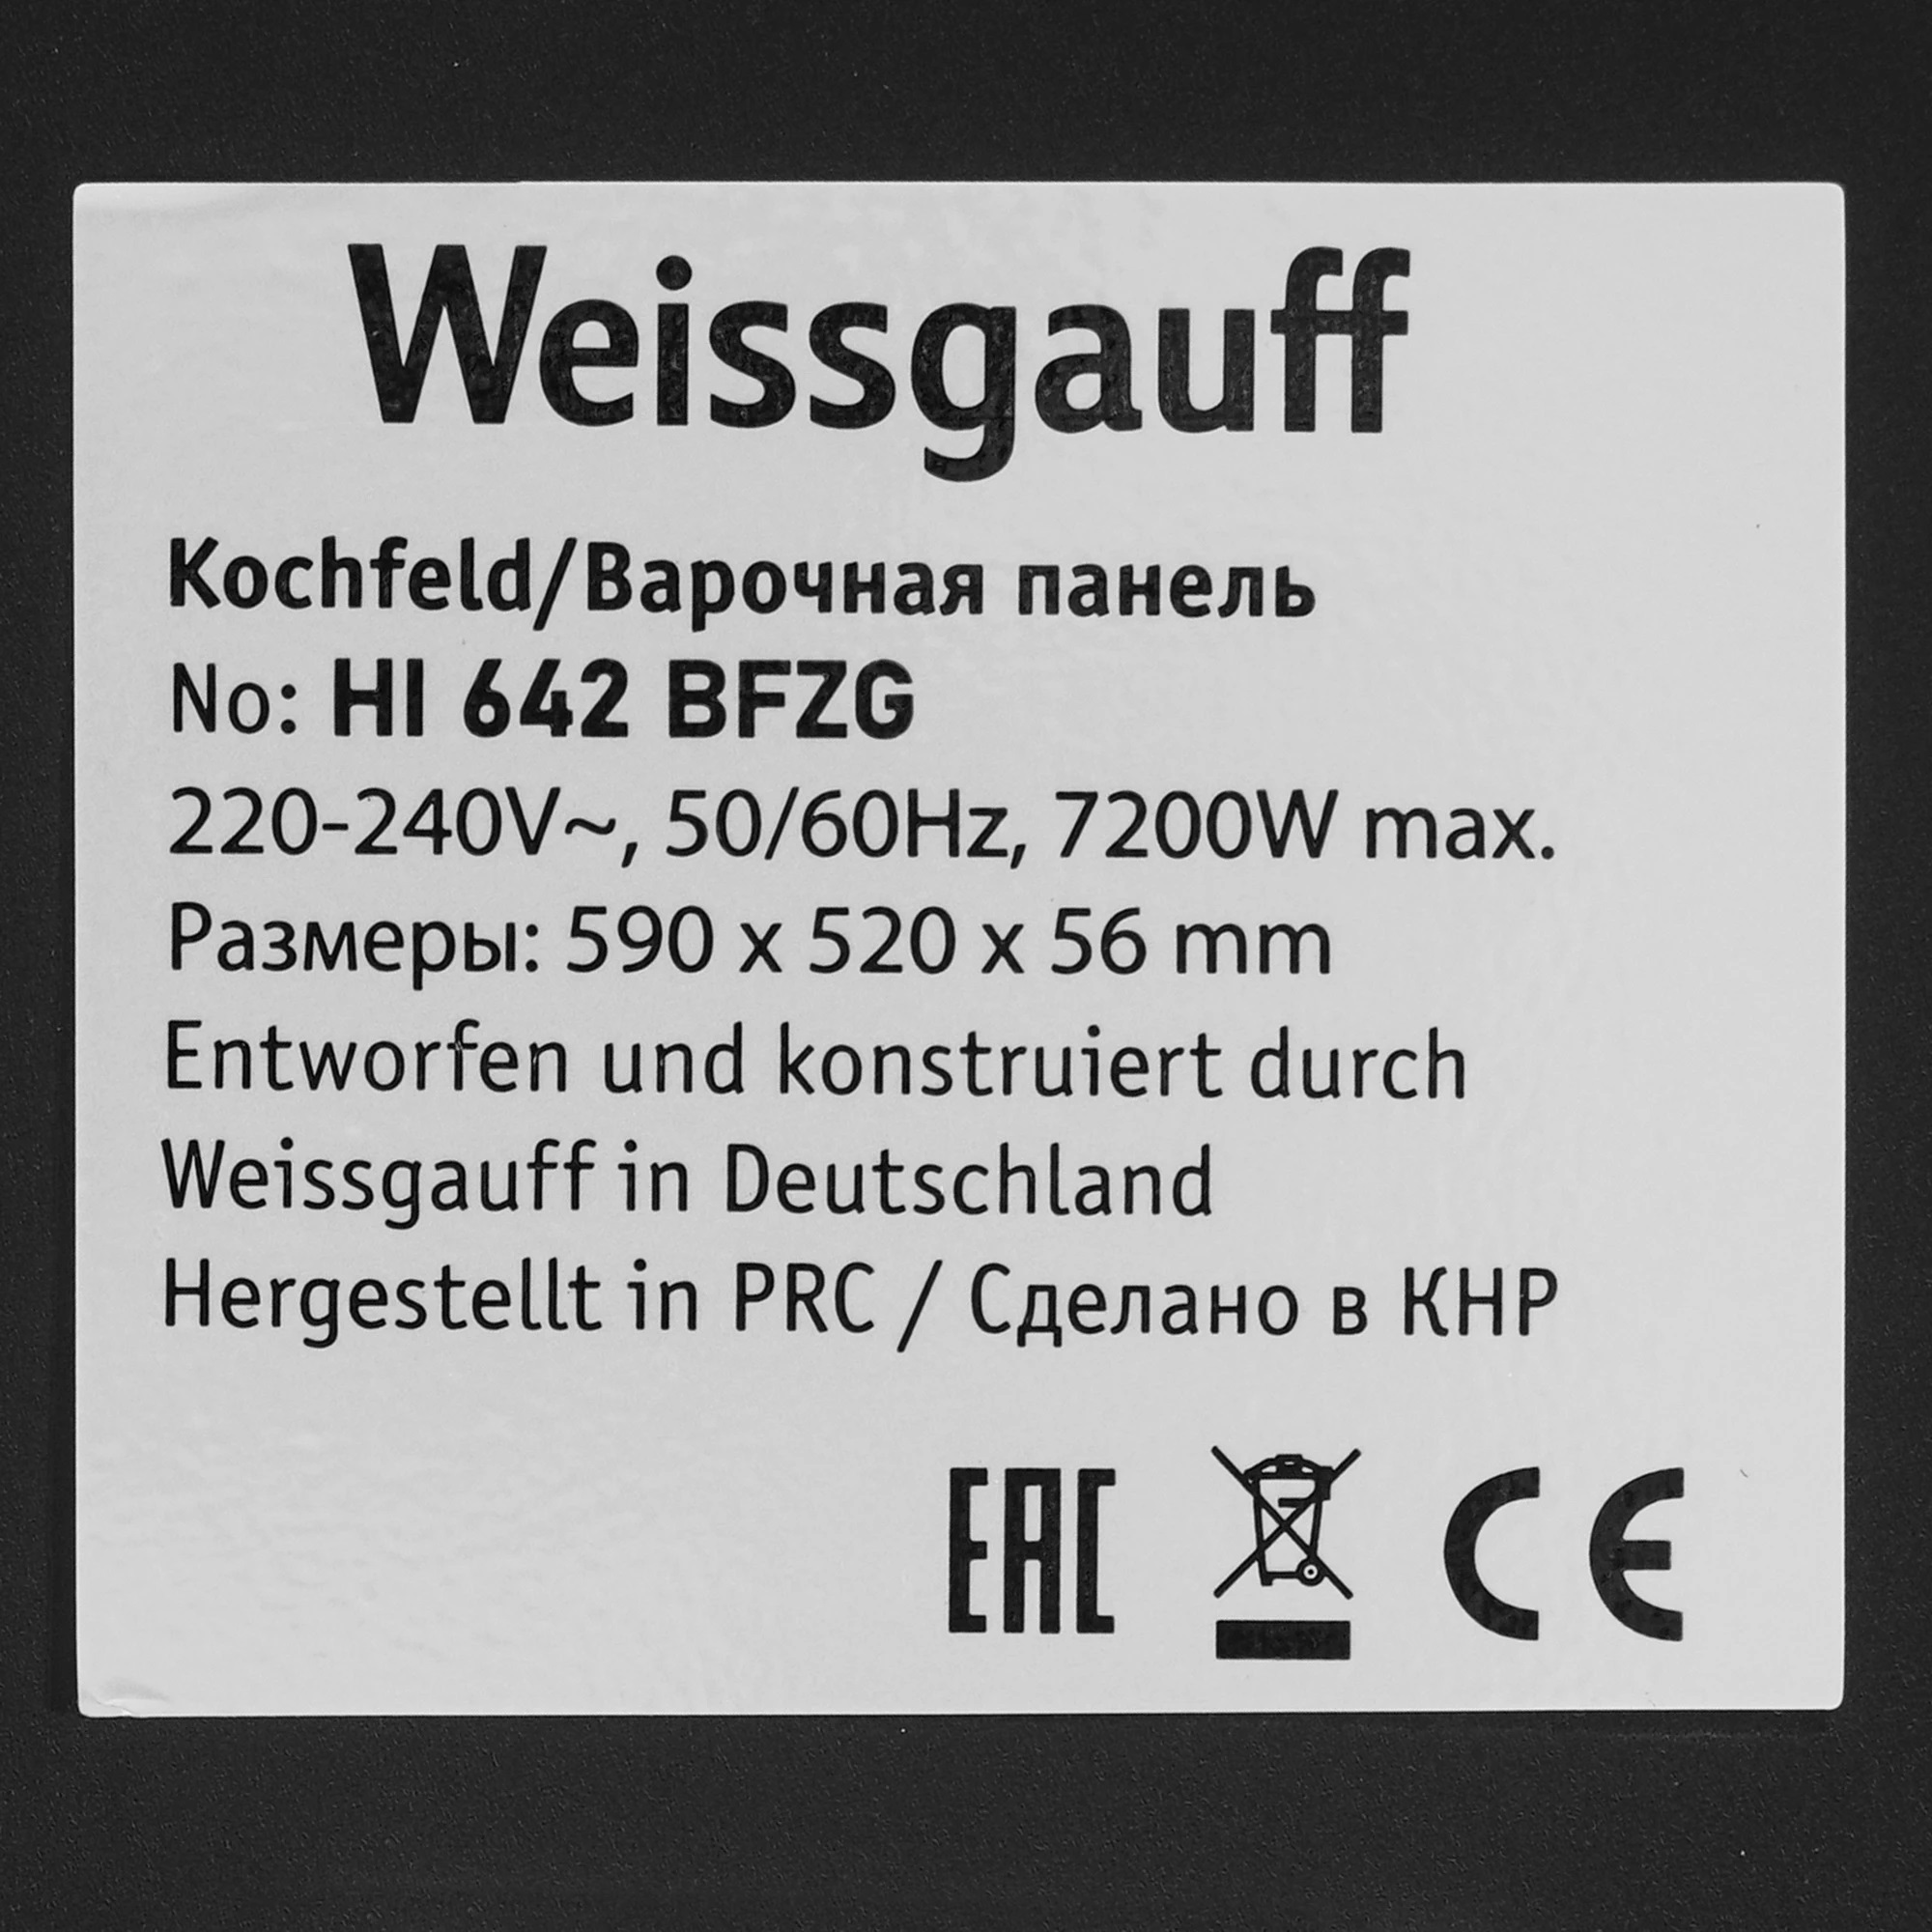 Weissgauff
Kochfeld/Варочная панель
No: HI 642 BFZG
220-240V~, 50/60Hz, 7200W max.
Размеры: 590 x 520 x 56 mm
Entworfen und konstruiert durch
Weissgauff in Deutschland
Hergestellt in PRC / Сделано в КНР
EAC CE